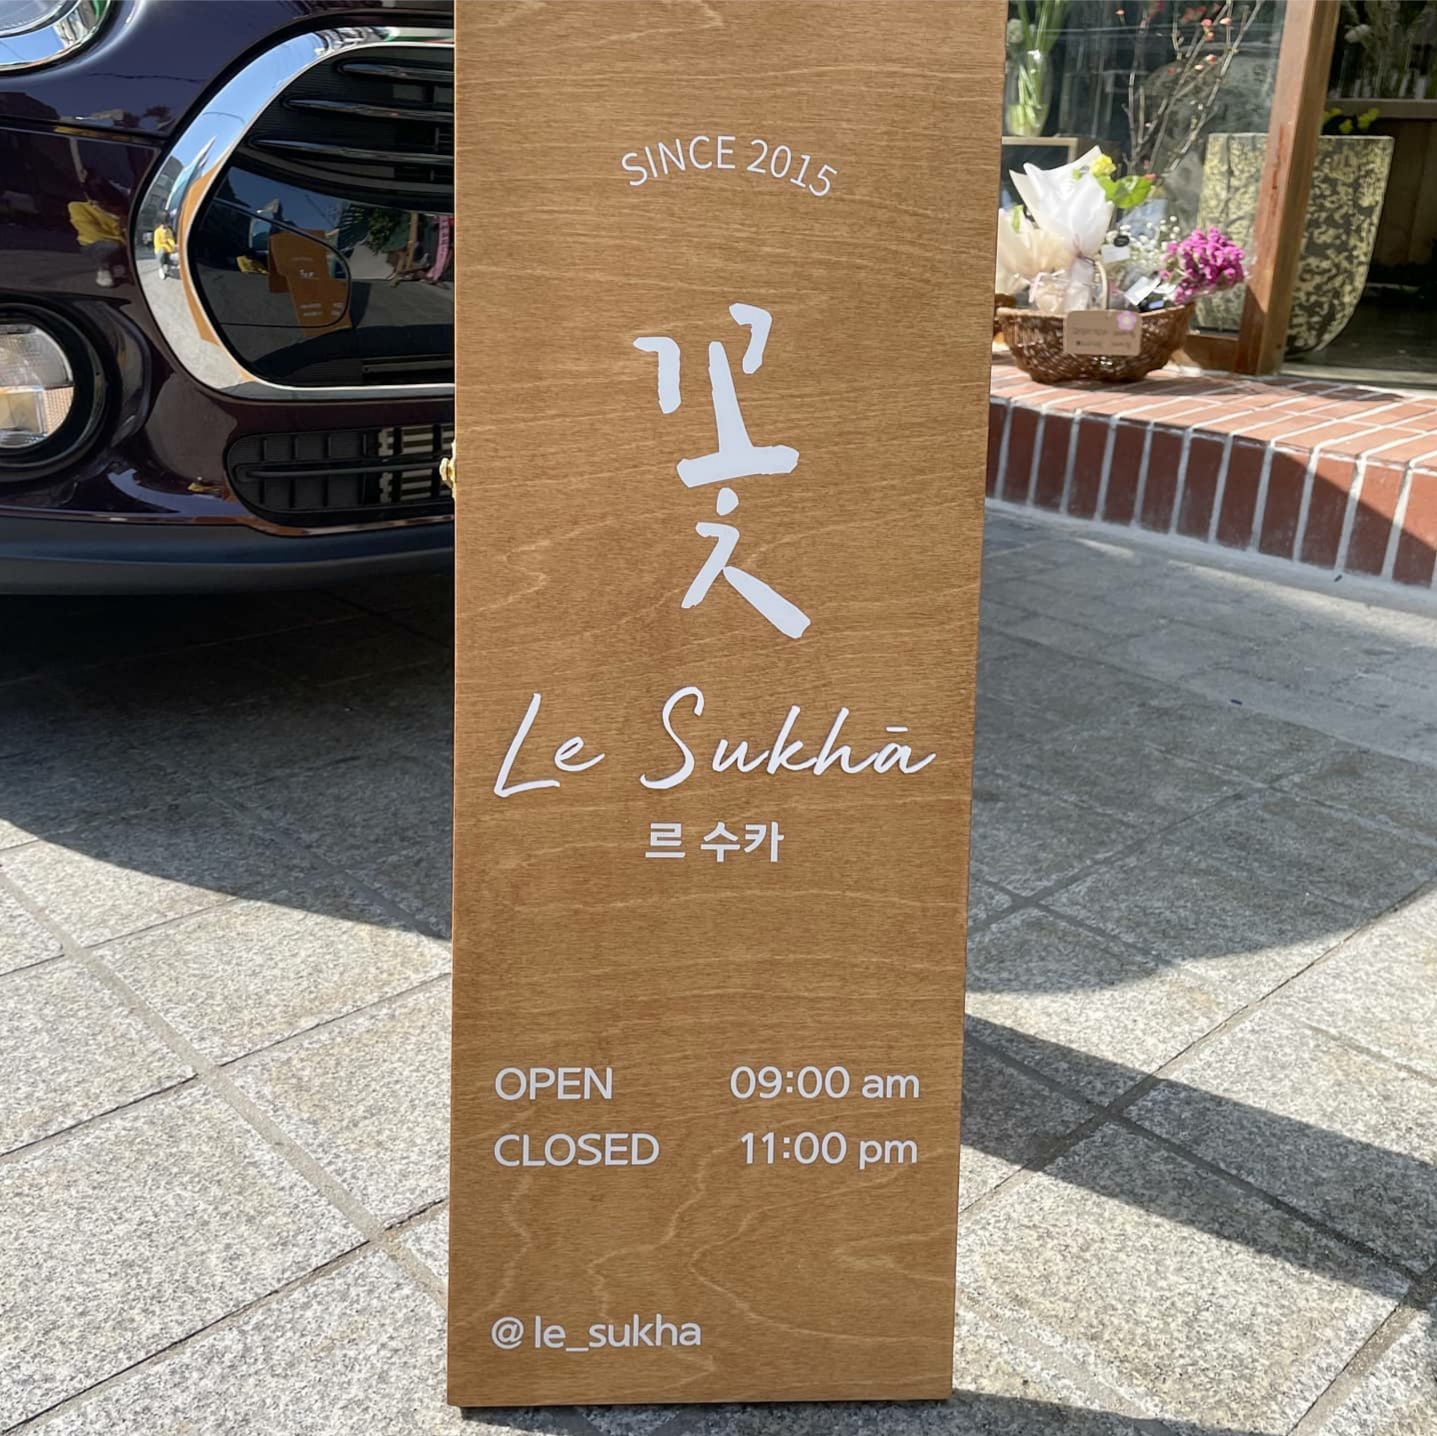 SINCE 2015
꽃
Le Sukhā
르 수카
OPEN 09:00 am
CLOSED 11:00 pm
@le_sukha